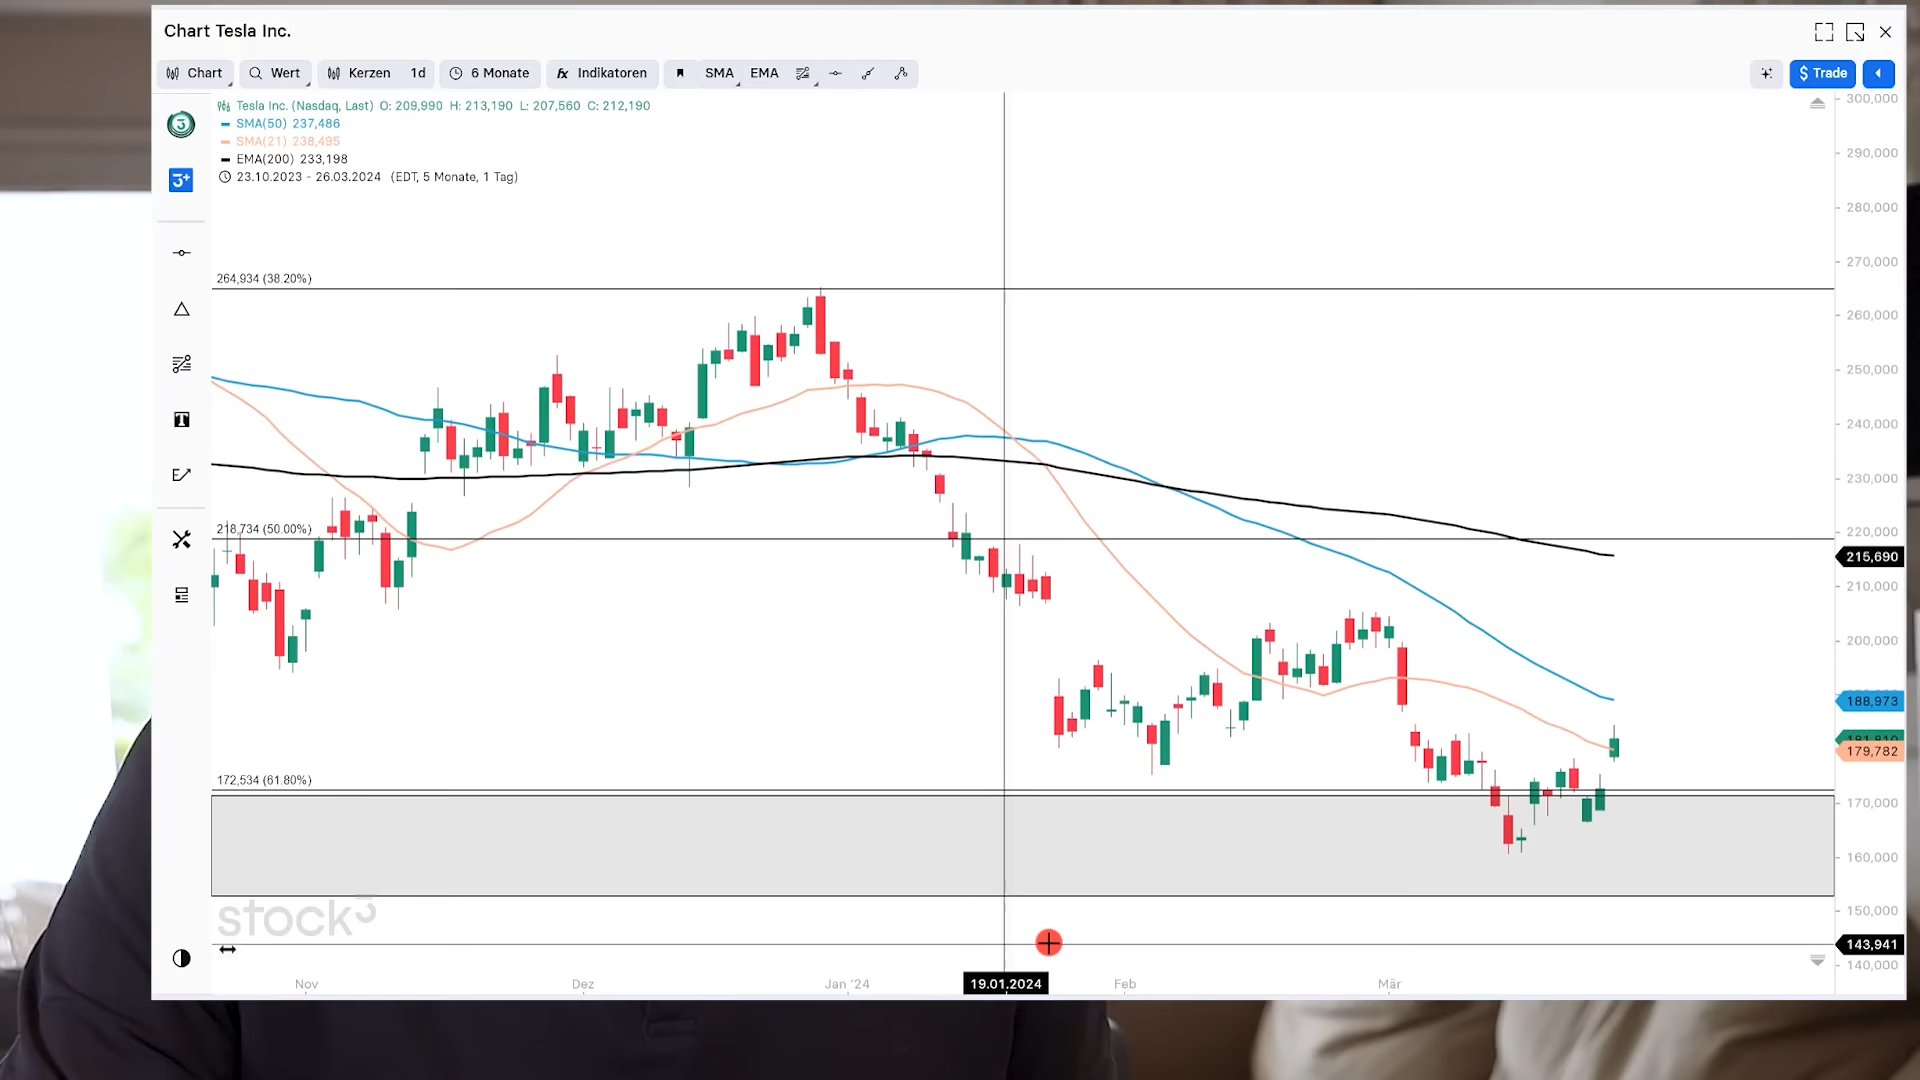 Chart Tesla Inc.
Chart Wert Kerzen 1d 6 Monate fx Indikatoren SMA EMA $ Trade
Tesla Inc. (Nasdaq, Last) O: 209,990 H: 213,190 L: 207,560 C: 212,190
SMA(50) 237,486
SMA(21) 238,495
EMA(200) 233,198
23.10.2023 - 26.03.2024 (EDT, 5 Monate, 1 Tag)
300,000
290,000
280,000
270,000
264,934 (38.20%)
260,000
250,000
240,000
230,000
218,734 (50.00%)
220,000
215,690
210,000
200,000
188,973
181,810
179,782
172,534 (61.80%)
170,000
160,000
150,000
stock3
143,941
140,000
Nov Dez Jan '24 19.01.2024 Feb Mär